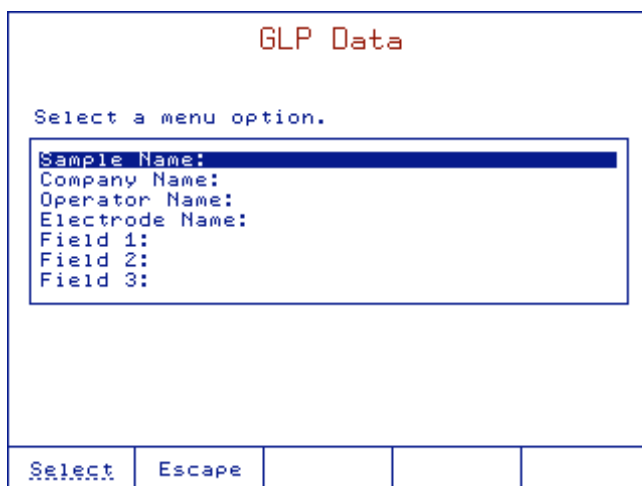 GLP Data
Select a menu option.
Sample Name:
Company Name:
Operator Name:
Electrode Name:
Field 1:
Field 2:
Field 3:
Select Escape